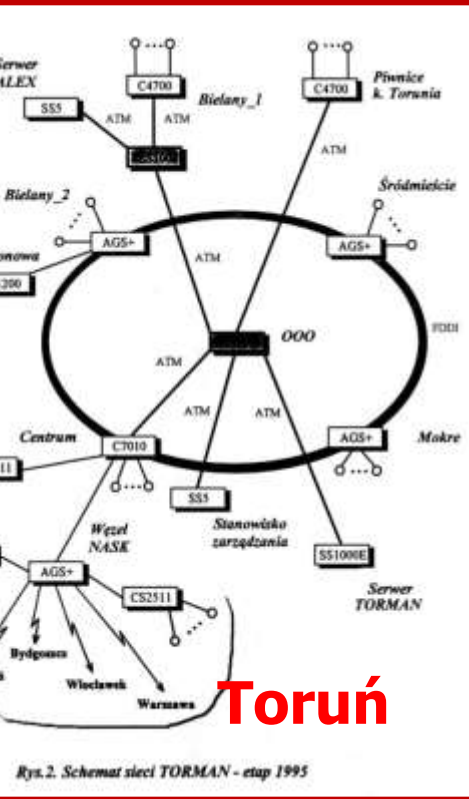 Serwer
ALEX
C4700
C4700
Piwnice
k. Torunia
SS5
ATM
ATM
Bielany_1
ATM
Bielany_2
Śródmieście
AGS+
AGS+
ATM
OOO
FDDI
ATM
ATM
ATM
Centrum
C7010
AGS+
Mokre
SS5
Węzeł
NASK
Stanowisko
zarządzania
SS1000E
AGS+
CS2511
Serwer
TORMAN
Bydgoszcz
Włocławek
Warszawa
Toruń
Rys.2. Schemat sieci TORMAN - etap 1995